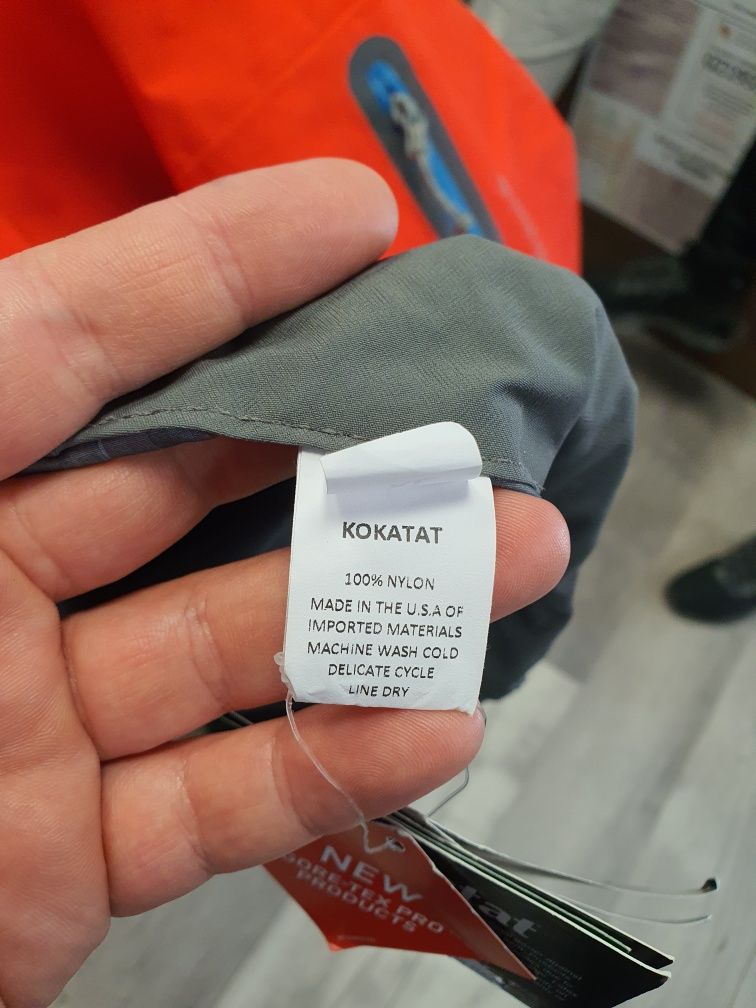 KOKATAT
100% NYLON
MADE IN THE U.S.A OF
IMPORTED MATERIALS
MACHINE WASH COLD
DELICATE CYCLE
LINE DRY
NEW
GORE-TEX PRO
PRODUCTS
tat